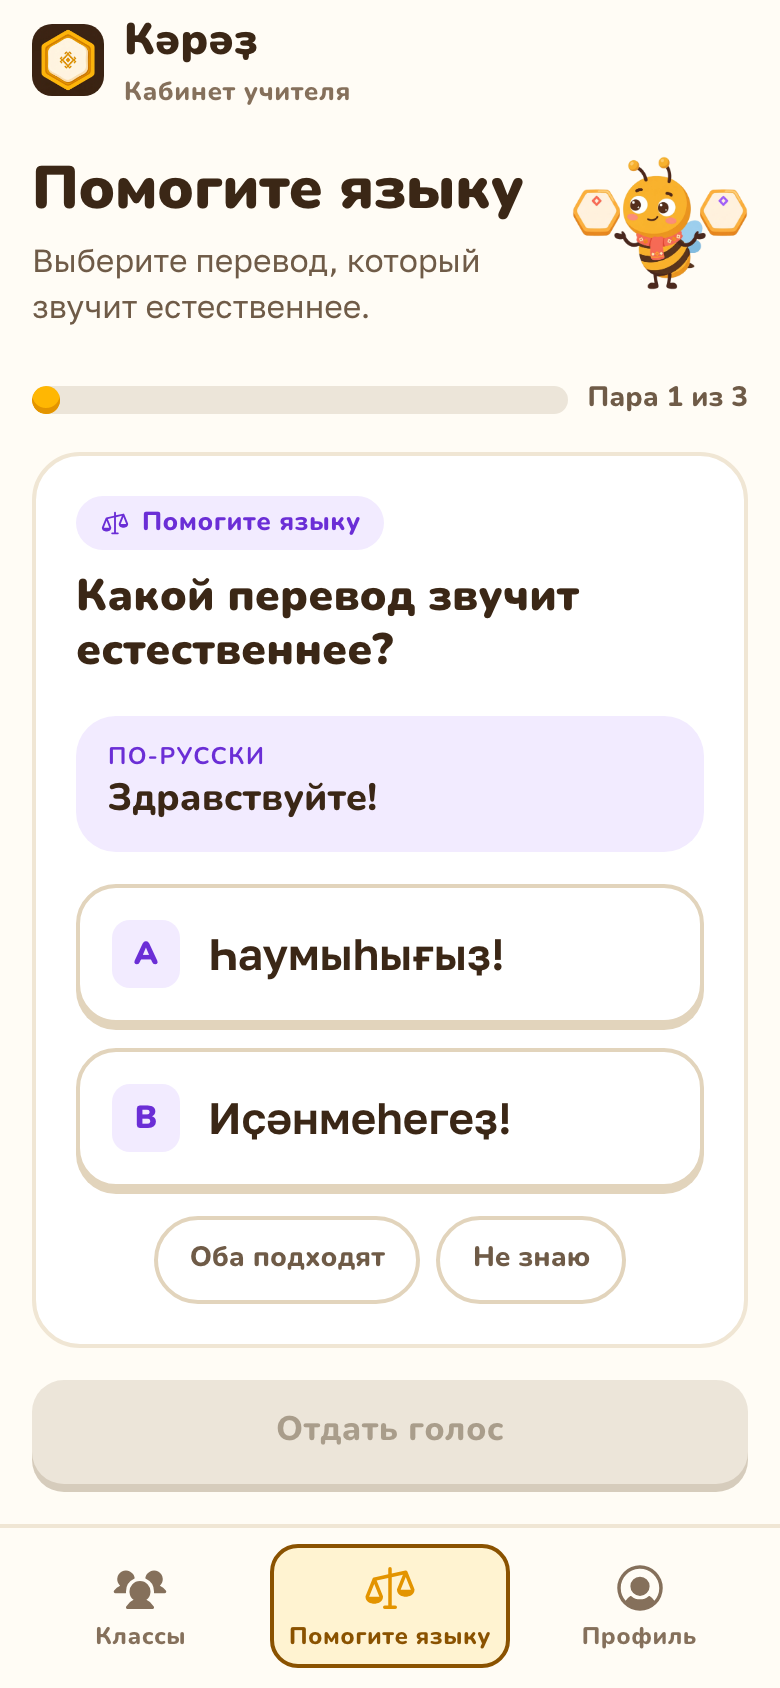 Кәрәҙ
Кабинет учителя
Помогите языку
Выберите перевод, который
звучит естественнее.
Пара 1 из 3
Помогите языку
Какой перевод звучит
естественнее?
ПО-РУССКИ
Здравствуйте!
A
Һаумыһығыҙ!
B
Иҫәнмеһегеҙ!
Оба подходят
Не знаю
Отдать голос
Классы
Помогите языку
Профиль